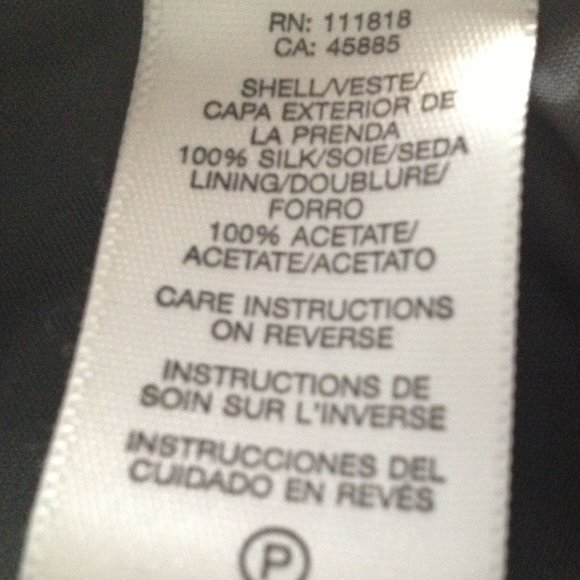 RN: 111818
CA: 45885
SHELL/VESTE/
CAPA EXTERIOR DE
LA PRENDA
100% SILK/SOIE/SEDA
LINING/DOUBLURE/
FORRO
100% ACETATE/
ACETATE/ACETATO
CARE INSTRUCTIONS
ON REVERSE
INSTRUCTIONS DE
SOIN SUR L'INVERSE
INSTRUCCIONES DEL
CUIDADO EN REVÉS
P